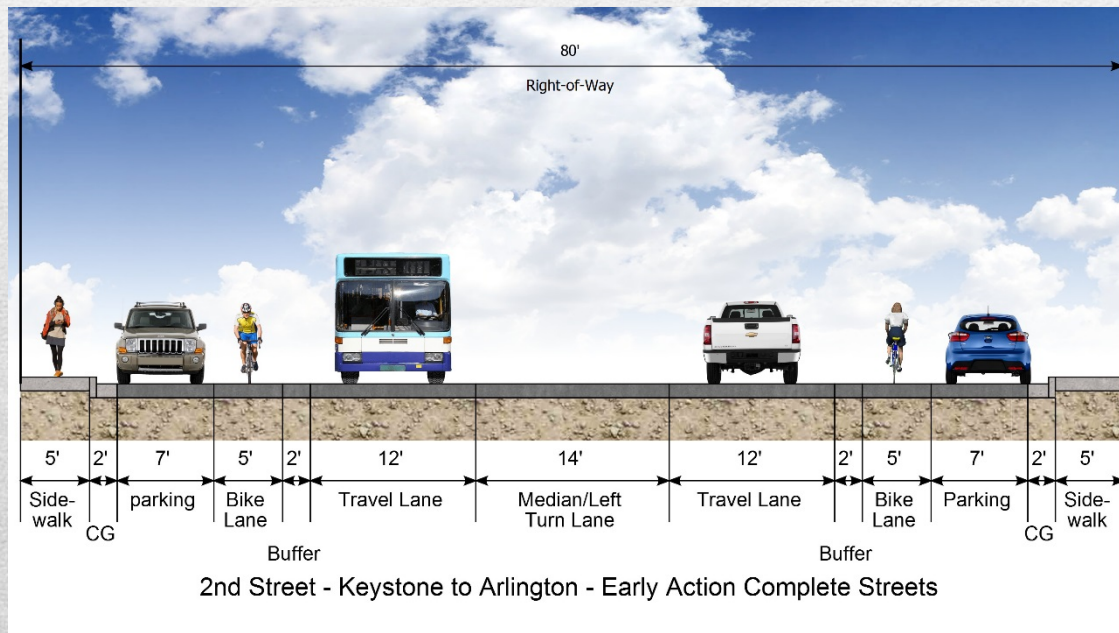 80'
Right-of-Way
5' 2' 7' 5' 2' 12' 14' 12' 2' 5' 7' 2' 5'
Side- parking Bike Travel Lane Median/Left Travel Lane Bike Parking Side-
walk Lane Turn Lane Lane walk
CG CG
Buffer Buffer
2nd Street - Keystone to Arlington - Early Action Complete Streets